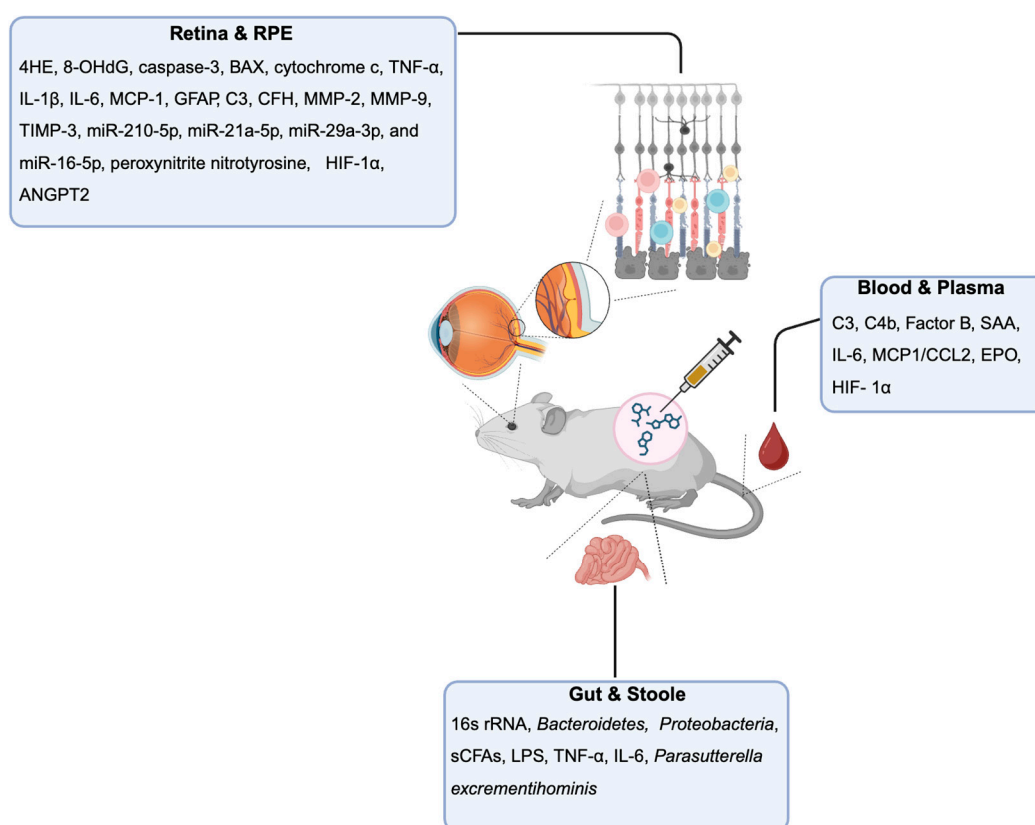 Retina & RPE
4HE, 8-OHdG, caspase-3, BAX, cytochrome c, TNF-α,
IL-1β, IL-6, MCP-1, GFAP, C3, CFH, MMP-2, MMP-9,
TIMP-3, miR-210-5p, miR-21a-5p, miR-29a-3p, and
miR-16-5p, peroxynitrite nitrotyrosine, HIF-1α,
ANGPT2
Blood & Plasma
C3, C4b, Factor B, SAA,
IL-6, MCP1/CCL2, EPO,
HIF- 1α
Gut & Stoole
16s rRNA, Bacteroidetes, Proteobacteria,
sCFAs, LPS, TNF-α, IL-6, Parasutterella
excrementihominis